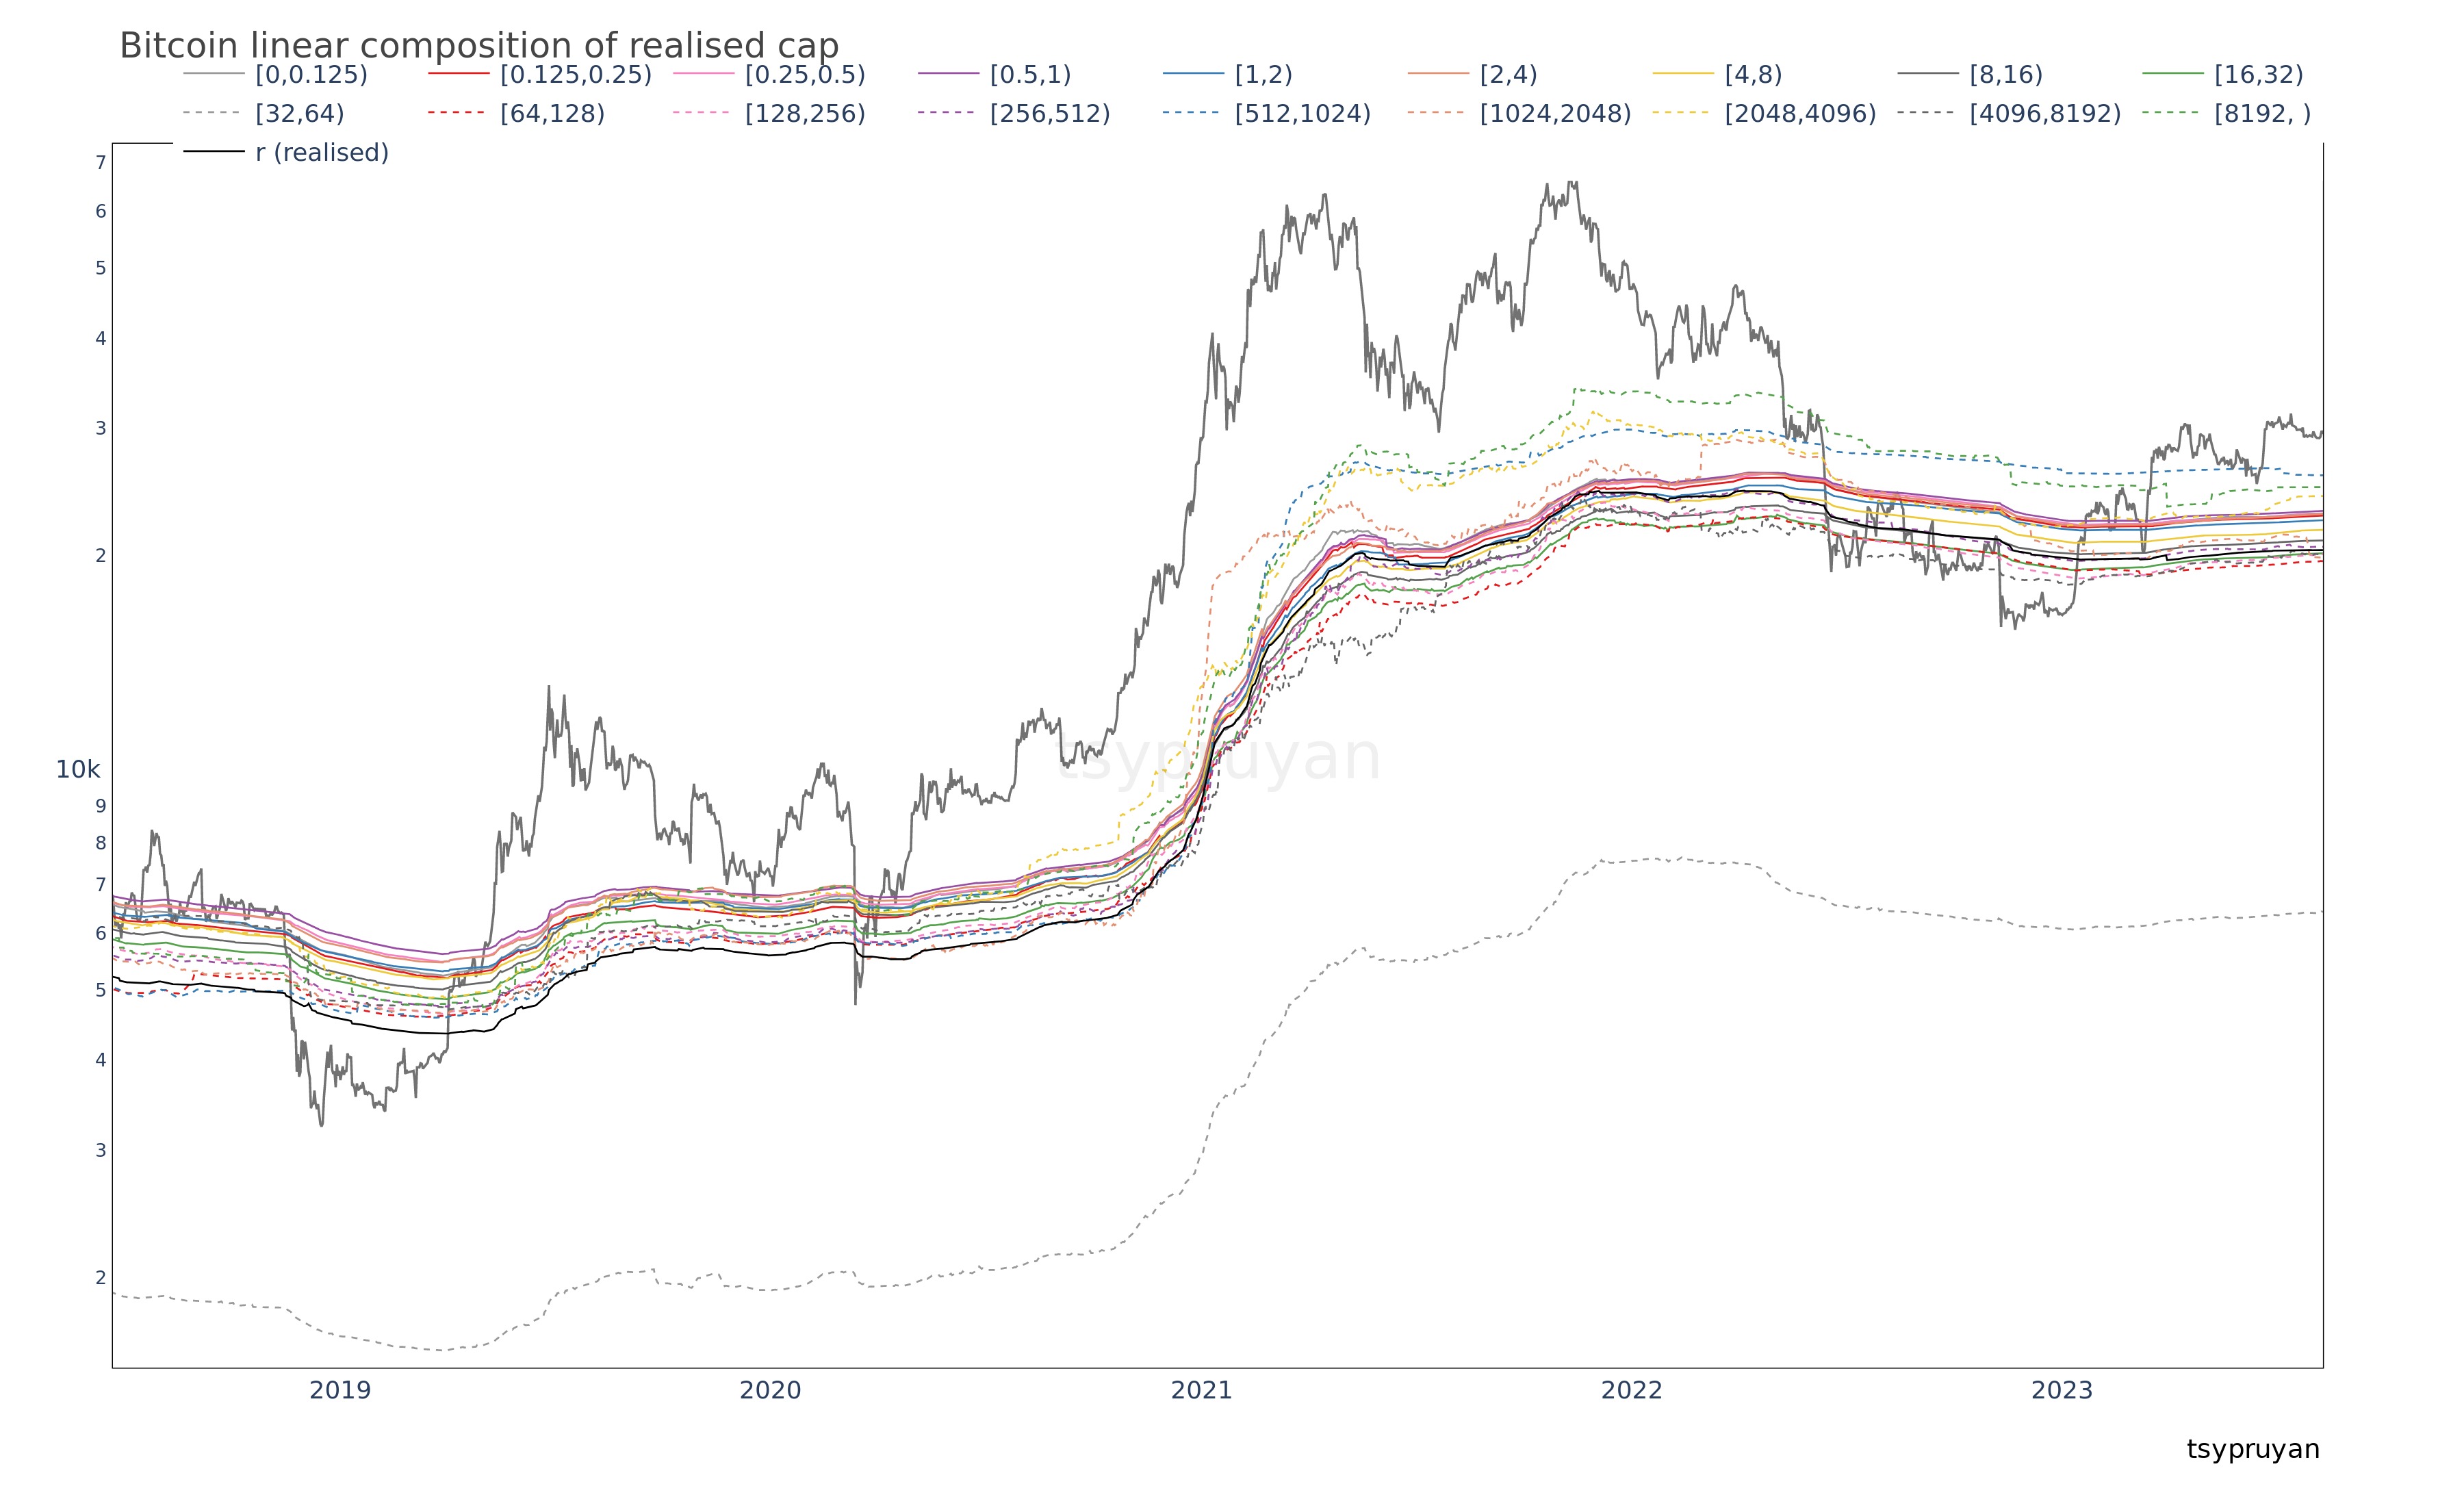 Bitcoin linear composition of realised cap
[0,0.125) [0.125,0.25) [0.25,0.5) [0.5,1) [1,2) [2,4) [4,8) [8,16) [16,32)
[32,64) [64,128) [128,256) [256,512) [512,1024) [1024,2048) [2048,4096) [4096,8192) [8192, )
r (realised)
7
6
5
4
3
2
10k
9
8
7
6
5
4
3
2
tsypruyan
2019 2020 2021 2022 2023
tsypruyan